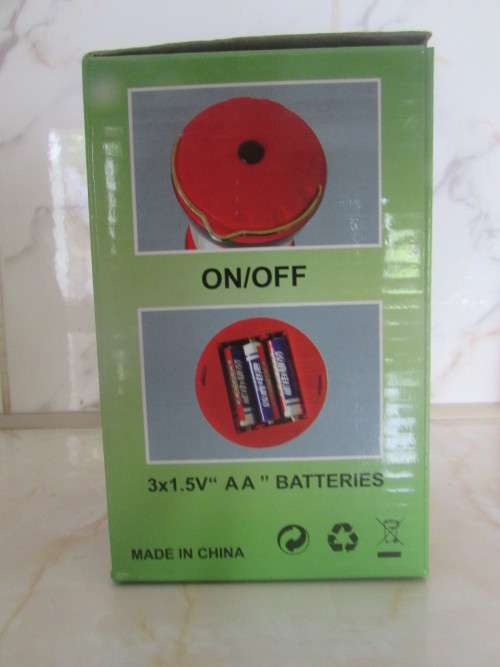 ON/OFF
3x1.5V“ AA ” BATTERIES
MADE IN CHINA